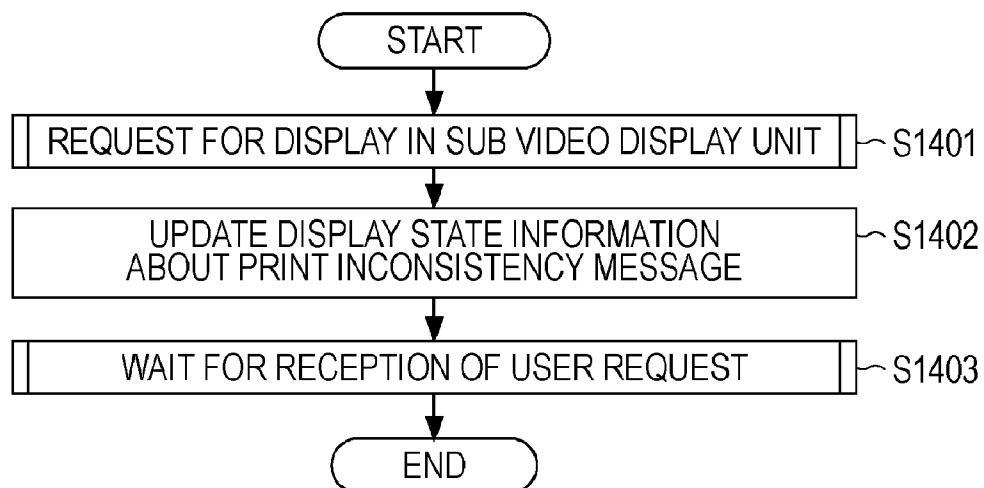 START
REQUEST FOR DISPLAY IN SUB VIDEO DISPLAY UNIT
S1401
UPDATE DISPLAY STATE INFORMATION
ABOUT PRINT INCONSISTENCY MESSAGE
S1402
WAIT FOR RECEPTION OF USER REQUEST
S1403
END